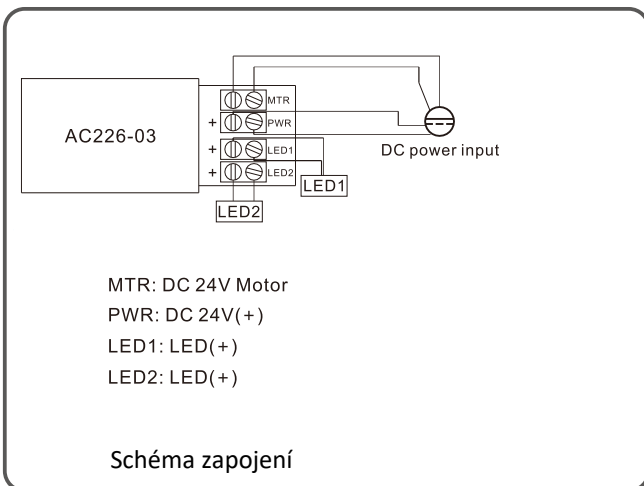 AC226-03
MTR
+ PWR
+ LED1
+ LED2
DC power input
LED1
LED2
MTR: DC 24V Motor
PWR: DC 24V(+)
LED1: LED(+)
LED2: LED(+)
Schéma zapojení